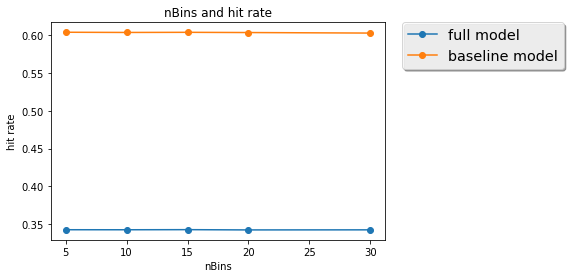 nBins and hit rate
full model
baseline model
hit rate
0.60
0.55
0.50
0.45
0.40
0.35
5
10
15
20
25
30
nBins